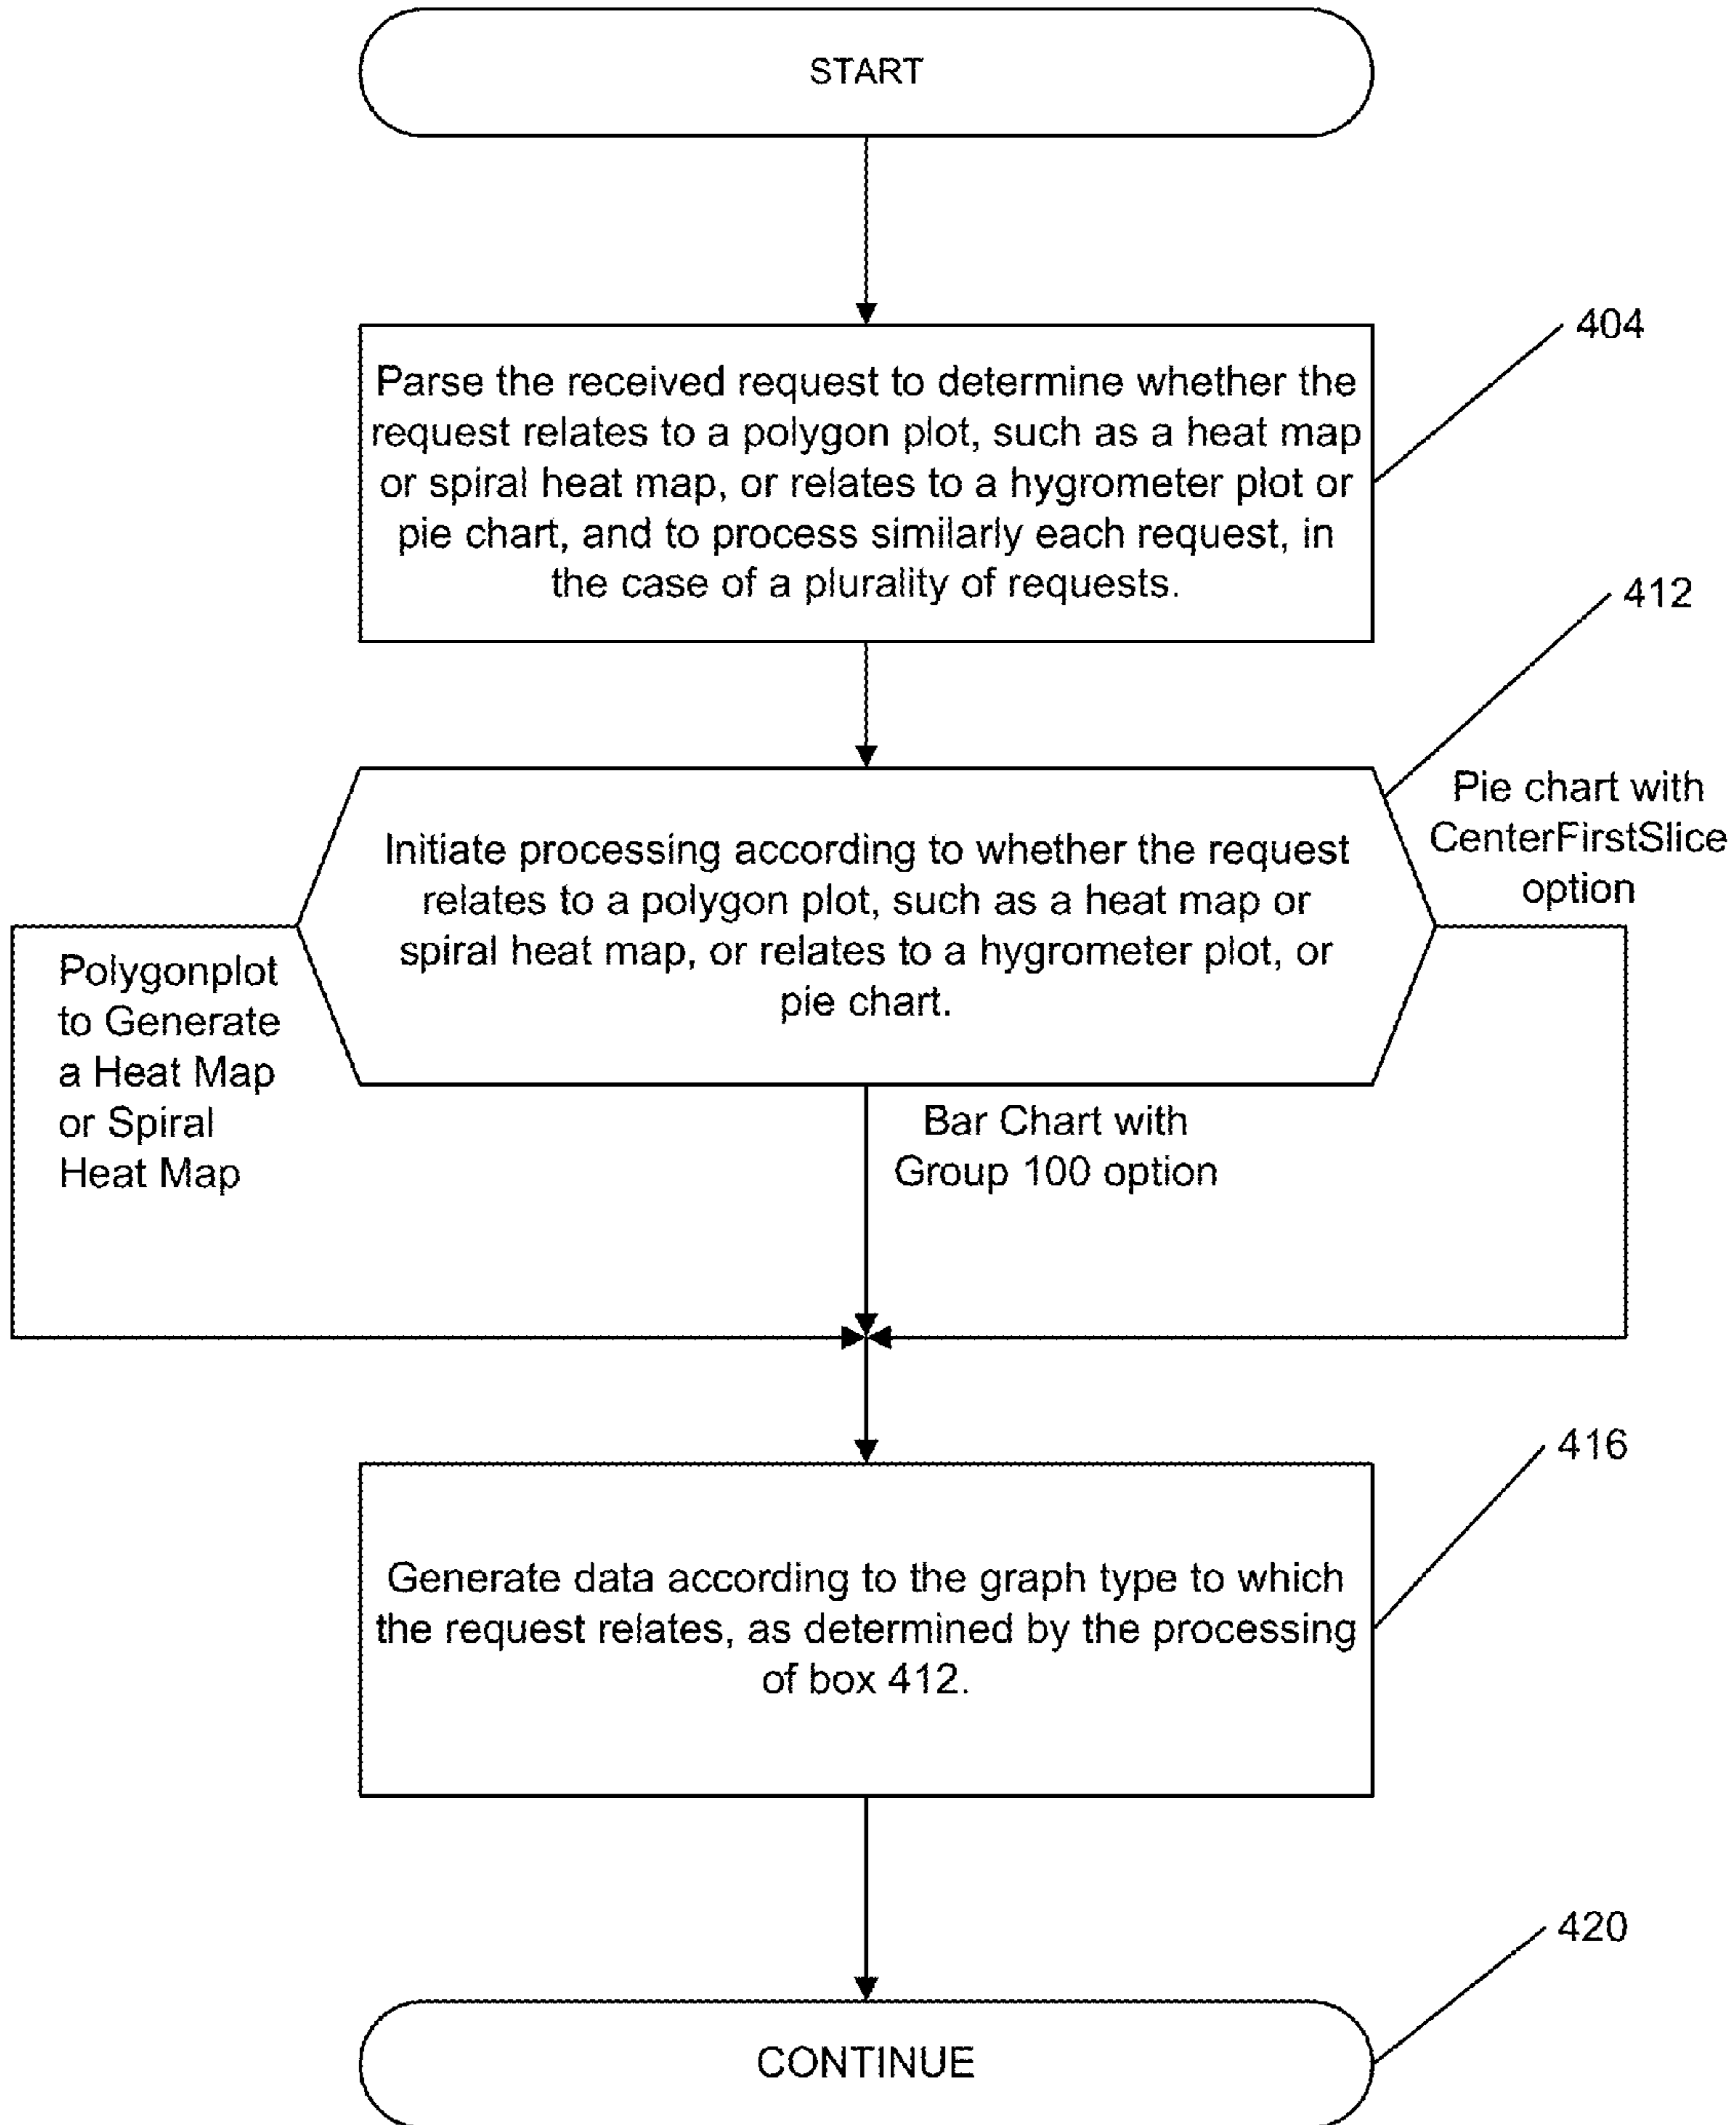 START
404
Parse the received request to determine whether the
request relates to a polygon plot, such as a heat map
or spiral heat map, or relates to a hygrometer plot or
pie chart, and to process similarly each request, in
the case of a plurality of requests.
412
Pie chart with
CenterFirstSlice
option
Initiate processing according to whether the request
relates to a polygon plot, such as a heat map or
spiral heat map, or relates to a hygrometer plot, or
pie chart.
Polygonplot
to Generate
a Heat Map
or Spiral
Heat Map
Bar Chart with
Group 100 option
416
Generate data according to the graph type to which
the request relates, as determined by the processing
of box 412.
420
CONTINUE